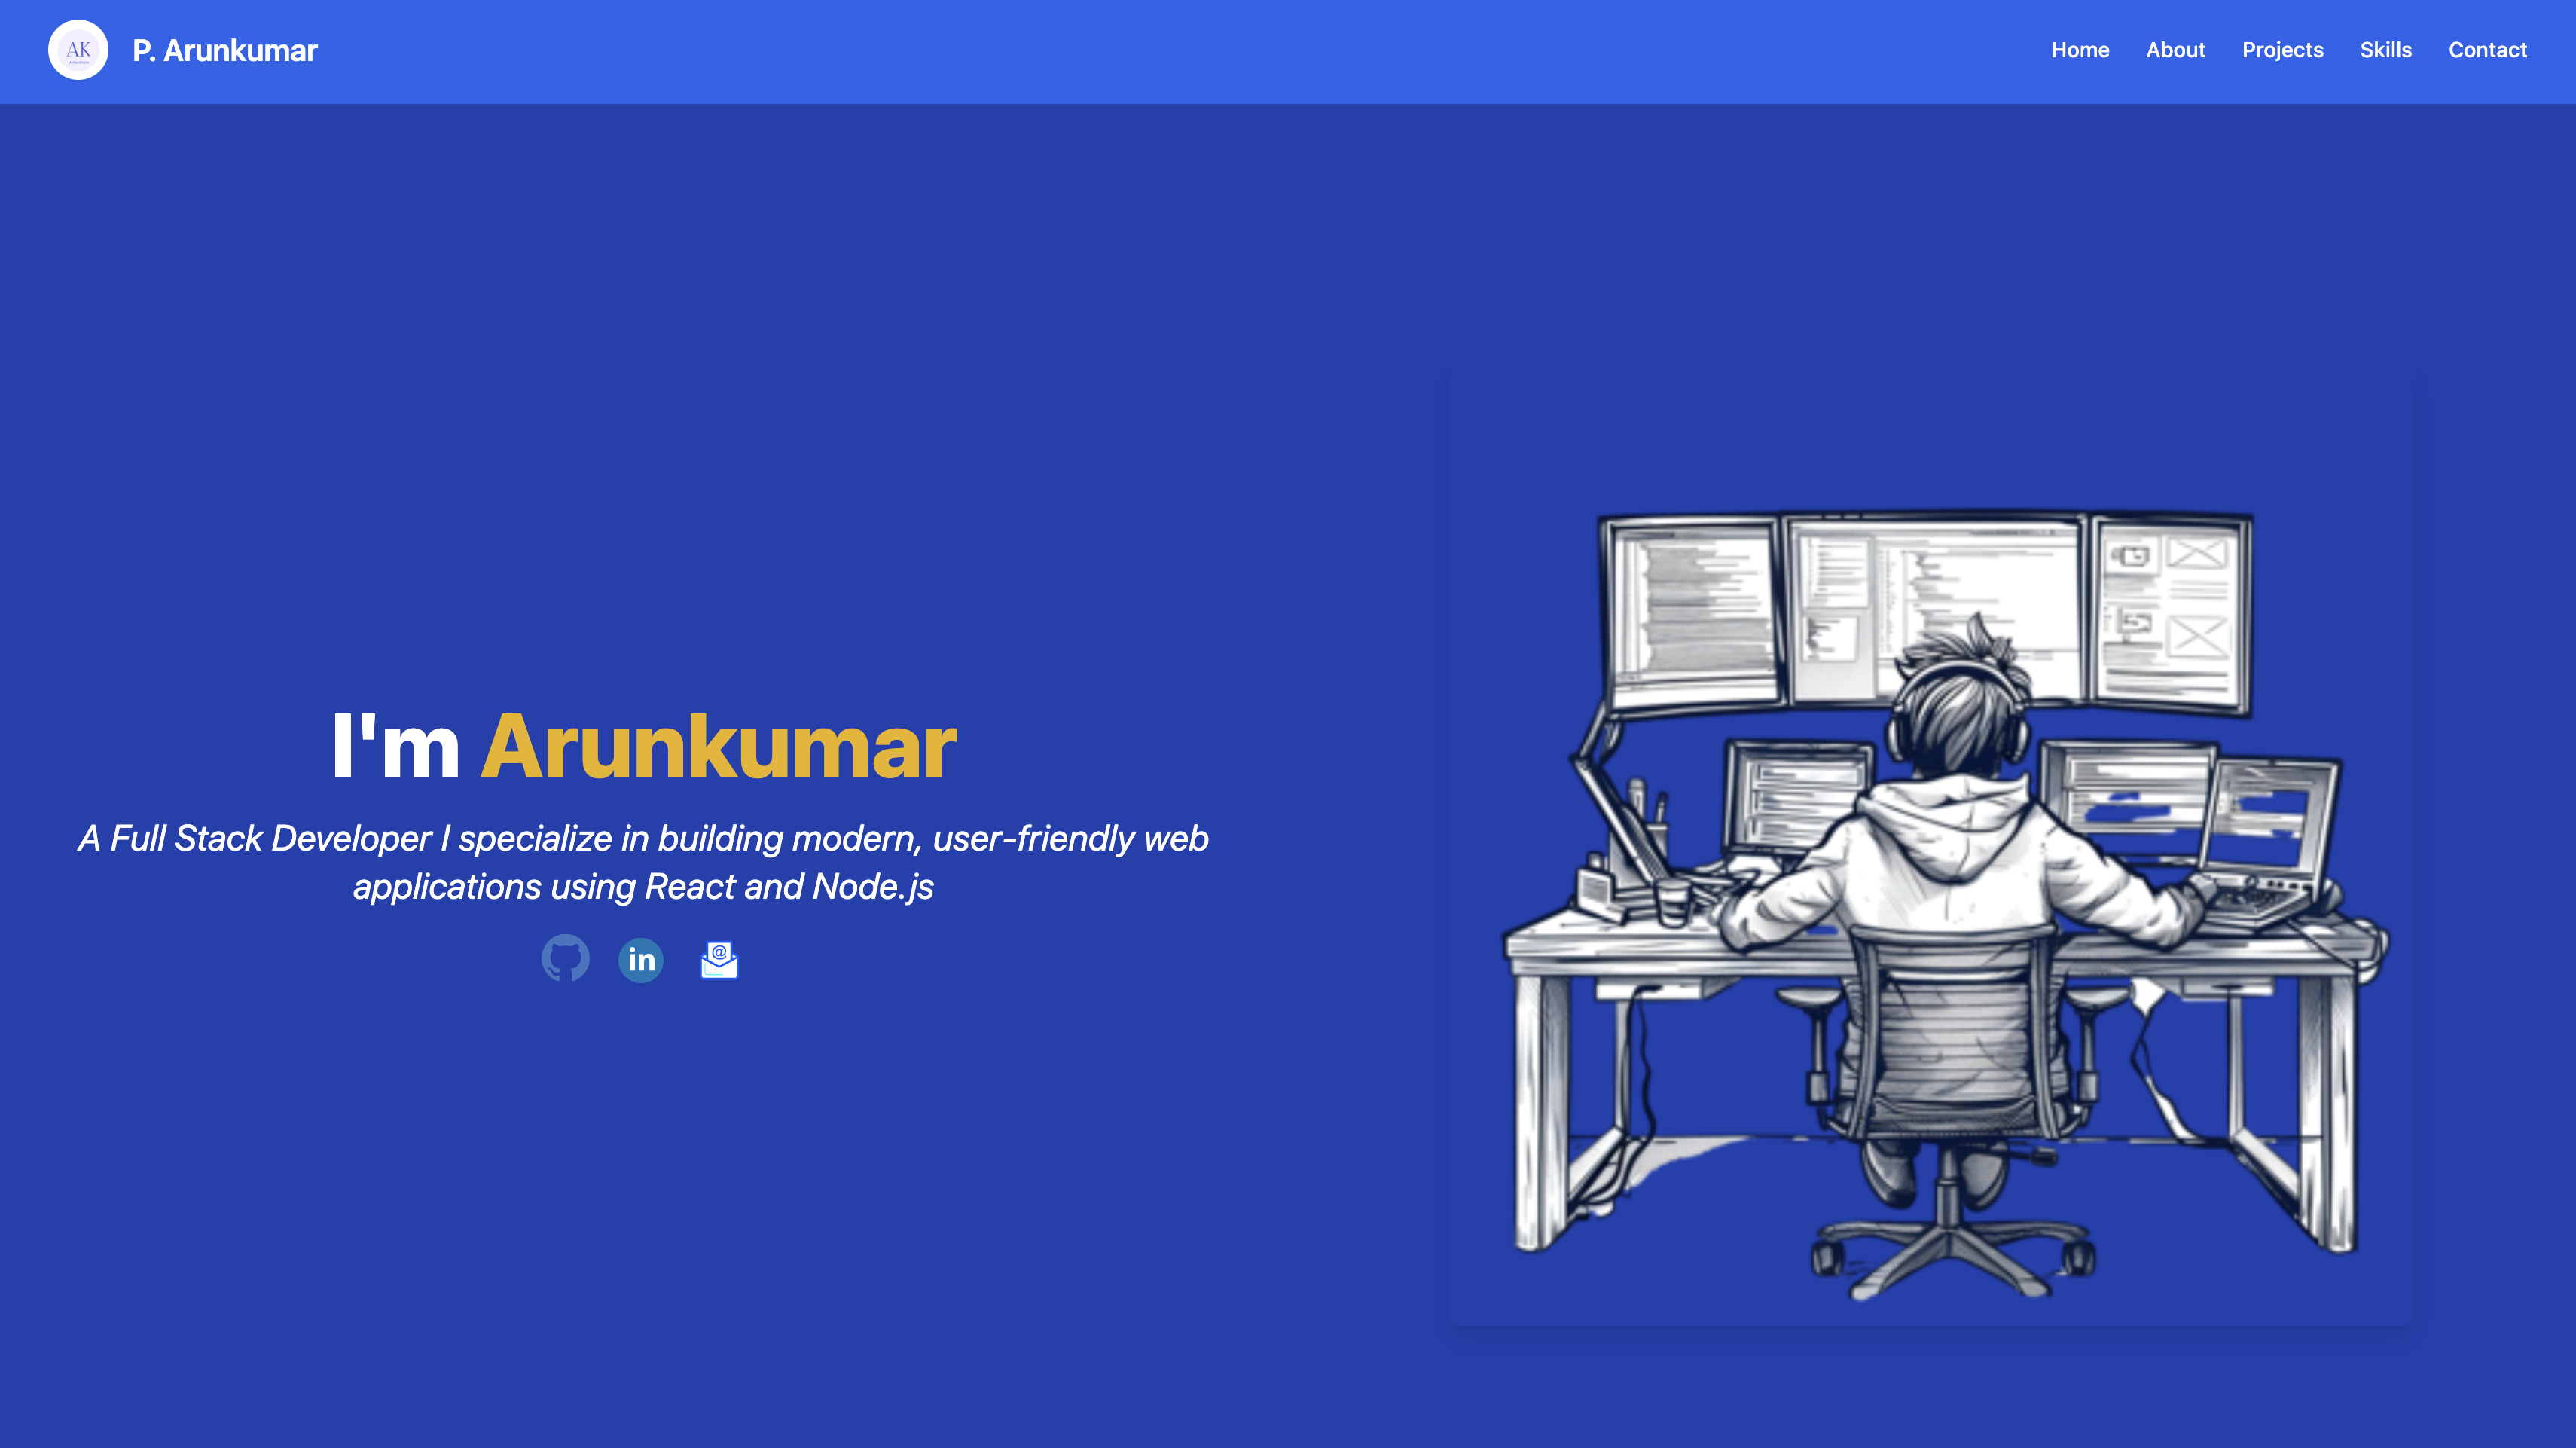 AK
P. Arunkumar
Home
About
Projects
Skills
Contact
I'm Arunkumar
A Full Stack Developer I specialize in building modern, user-friendly web
applications using React and Node.js
in
@